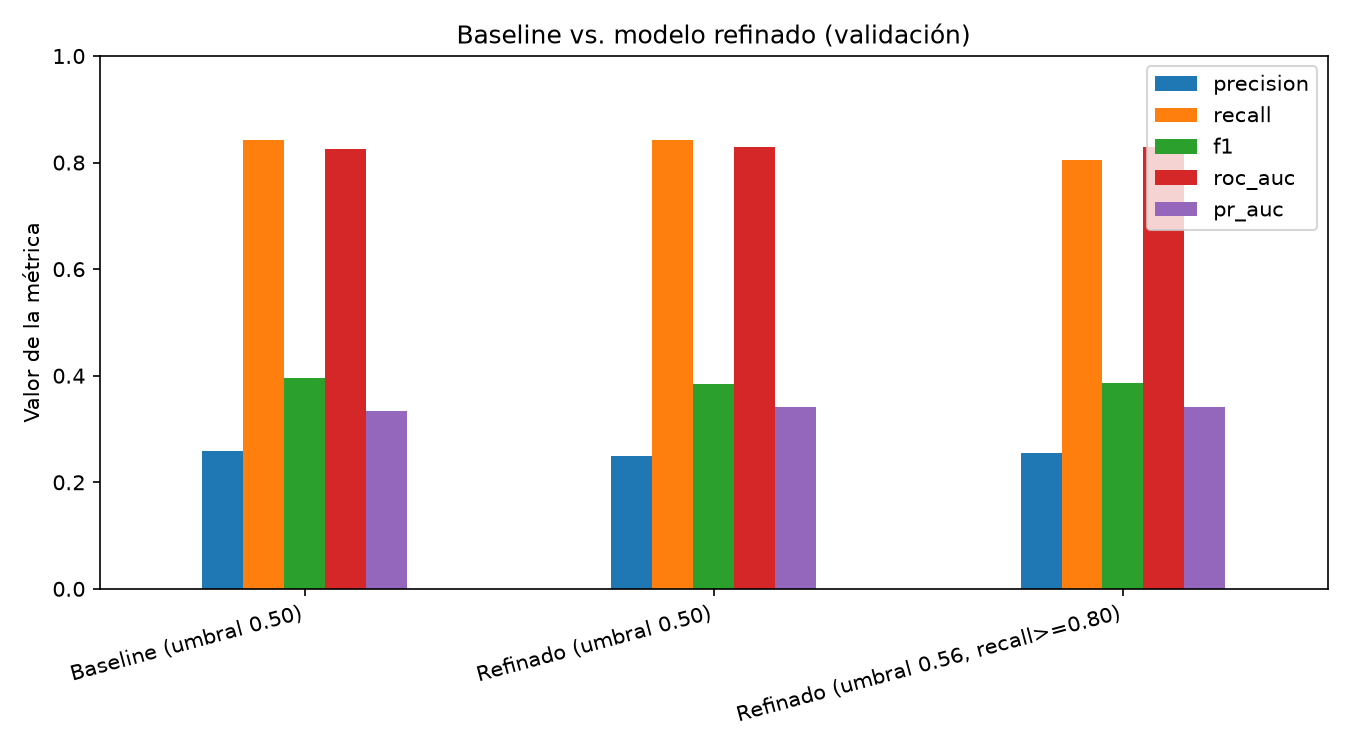 Baseline vs. modelo refinado (validación)
Valor de la métrica
1.0
0.8
0.6
0.4
0.2
0.0
precision
recall
f1
roc_auc
pr_auc
Baseline (umbral 0.50)
Refinado (umbral 0.50)
Refinado (umbral 0.56, recall>=0.80)